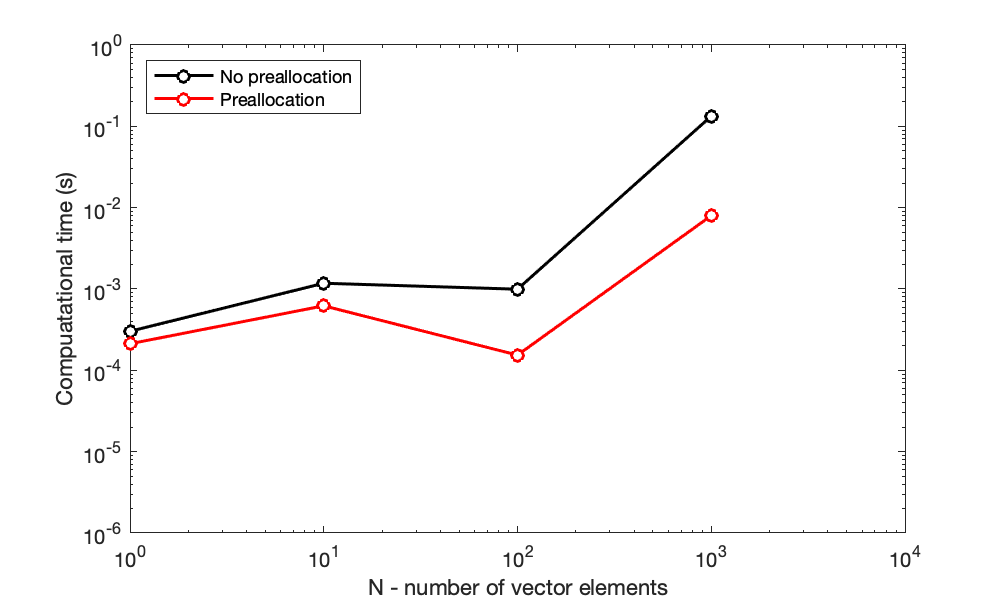 No preallocation
Preallocation
10^0
10^-1
10^-2
10^-3
10^-4
10^-5
10^-6
Compuatational time (s)
10^0 10^1 10^2 10^3 10^4
N - number of vector elements